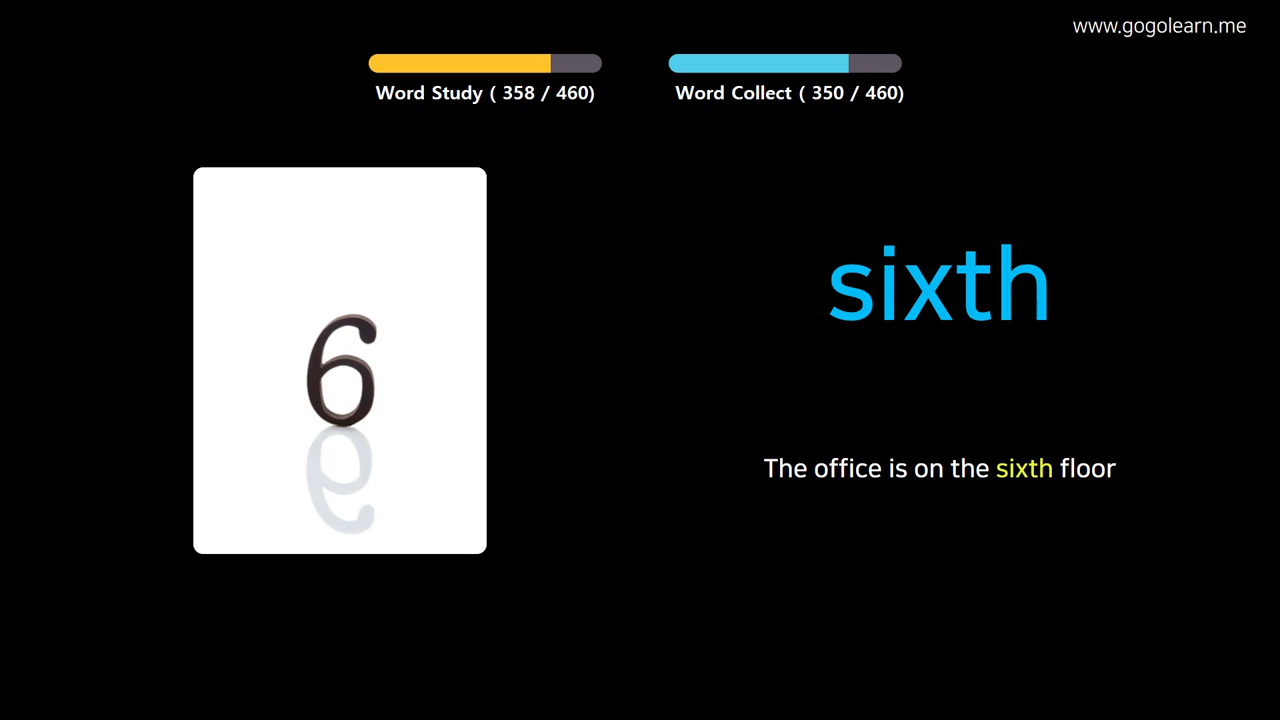 www.gogolearn.me
Word Study ( 358 / 460)
Word Collect ( 350 / 460)
6
sixth
The office is on the sixth floor